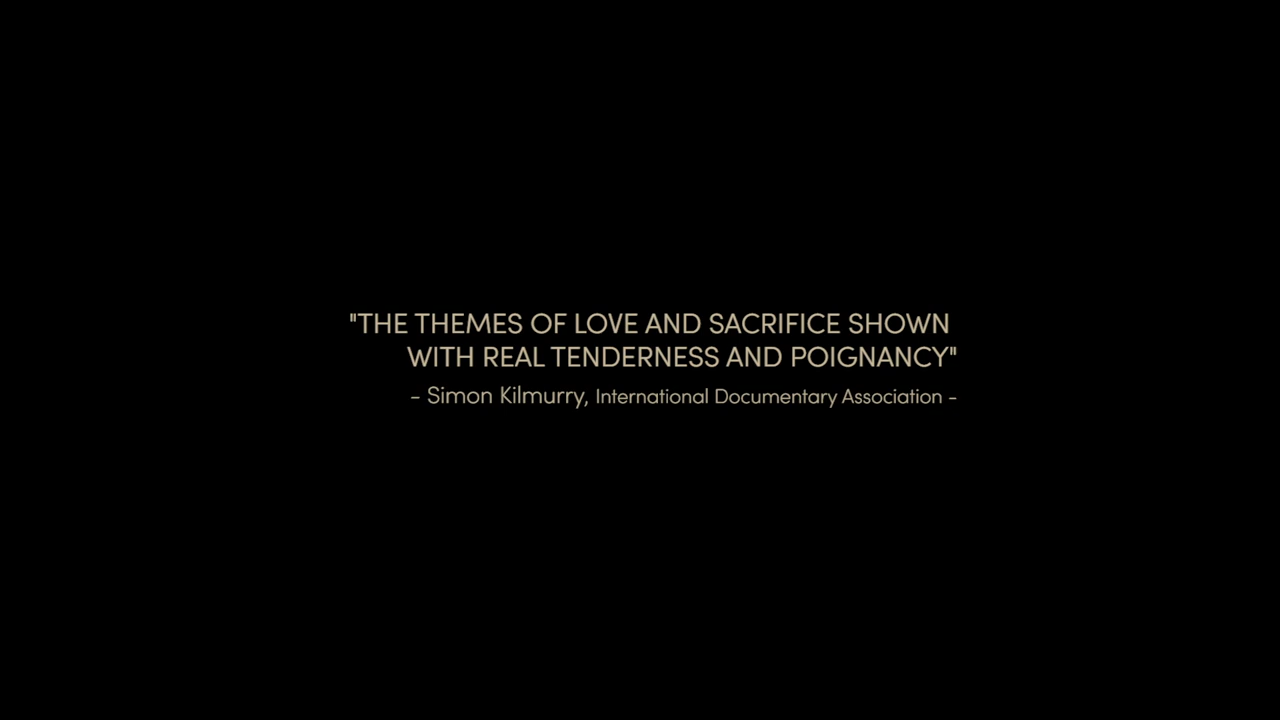 "THE THEMES OF LOVE AND SACRIFICE SHOWN
WITH REAL TENDERNESS AND POIGNANCY"
– Simon Kilmurry, International Documentary Association -